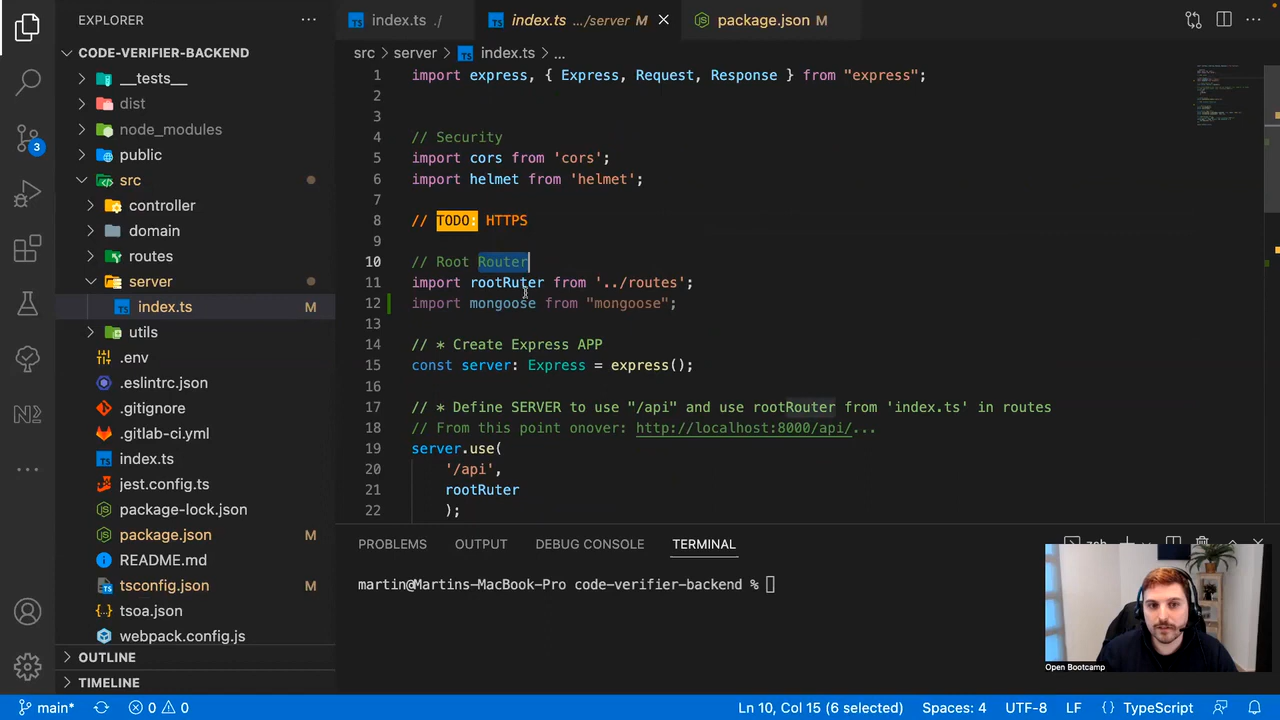 EXPLORER
index.ts ./
index.ts .../server M
package.json M
CODE-VERIFIER-BACKEND
__tests__
dist
node_modules
public
src
controller
domain
routes
server
index.ts M
utils
.env
.eslintrc.json
.gitignore
.gitlab-ci.yml
index.ts
jest.config.ts
package-lock.json
package.json M
README.md
tsconfig.json M
tsoa.json
webpack.config.js
OUTLINE
TIMELINE
3
src > server > index.ts > ...
1 import express, { Express, Request, Response } from "express";
2
3
4 // Security
5 import cors from 'cors';
6 import helmet from 'helmet';
7
8 // TODO: HTTPS
9
10 // Root Router
11 import rootRuter from '../routes';
12 import mongoose from "mongoose";
13
14 // * Create Express APP
15 const server: Express = express();
16
17 // * Define SERVER to use "/api" and use rootRouter from 'index.ts' in routes
18 // From this point onover: http://localhost:8000/api/...
19 server.use(
20 '/api',
21 rootRuter
22 );
PROBLEMS OUTPUT DEBUG CONSOLE TERMINAL
zsh
martin@Martins-MacBook-Pro code-verifier-backend %
Open Bootcamp
main* 0 0 Ln 10, Col 15 (6 selected) Spaces: 4 UTF-8 LF TypeScript